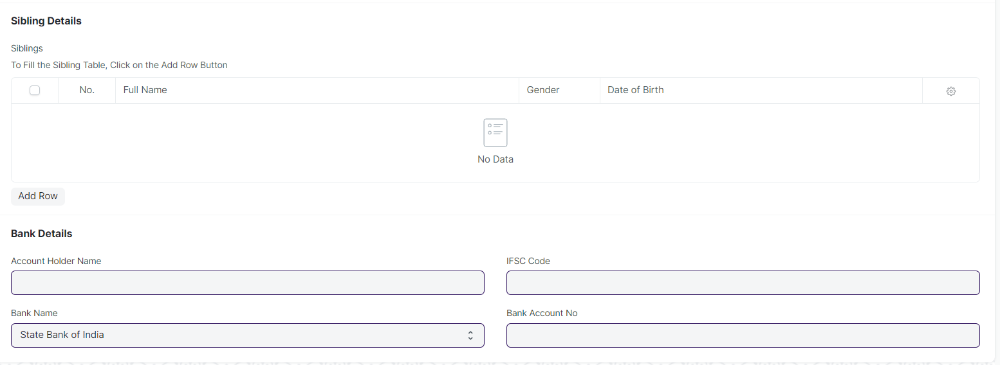 Sibling Details
Siblings
To Fill the Sibling Table, Click on the Add Row Button
No. Full Name Gender Date of Birth
No Data
Add Row
Bank Details
Account Holder Name IFSC Code
Bank Name Bank Account No
State Bank of India